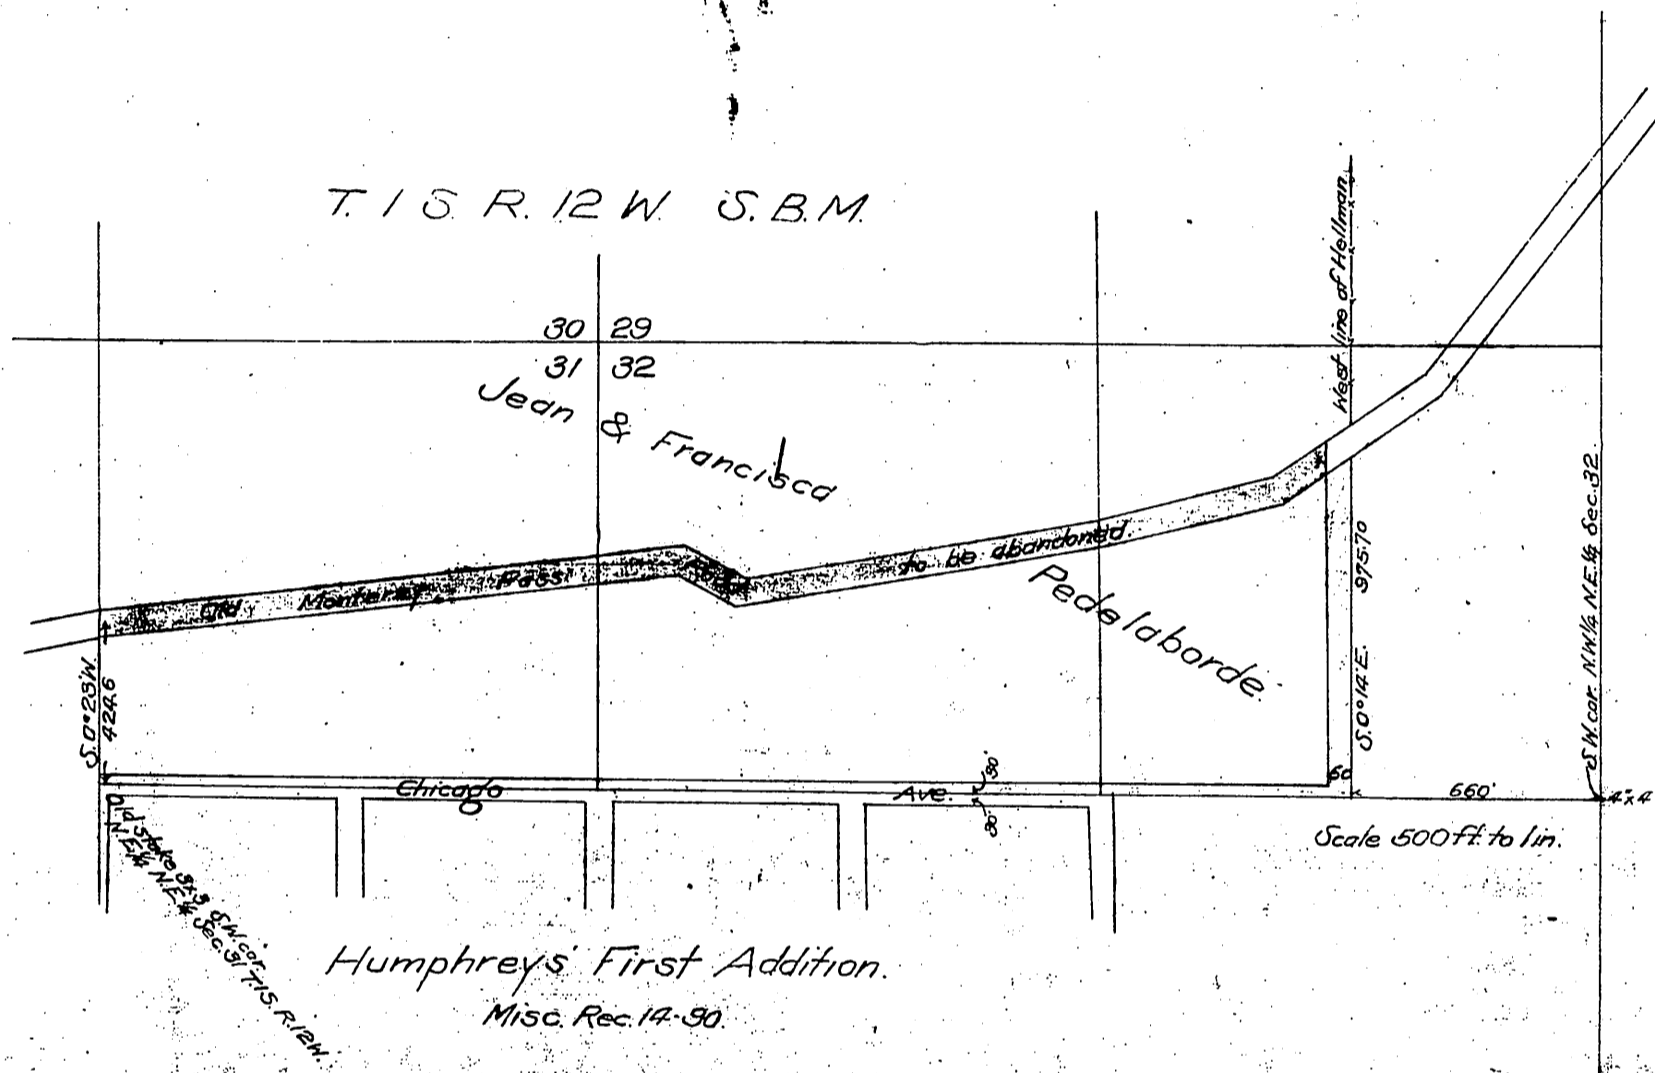 T. 1 S. R. 12 W. S.B.M.
West line of Hellman
30 29
31 32
Jean & Francisca
Pedelaborde.
Old Monterey Pass Road to be abandoned.
S.0°23'W.
424.6
S.0°14'E. 975.70
S.W. cor. N.W.¼ N.E.¼ Sec. 32.
Chicago Ave.
30'
30'
60
660'
4"x4"
Scale 500 ft. to 1 in.
Old stake 3x3 S.W. cor.
N.E.¼ N.E.¼ Sec. 31 T.1S. R.12W.
Humphreys' First Addition.
Misc. Rec. 14-90.